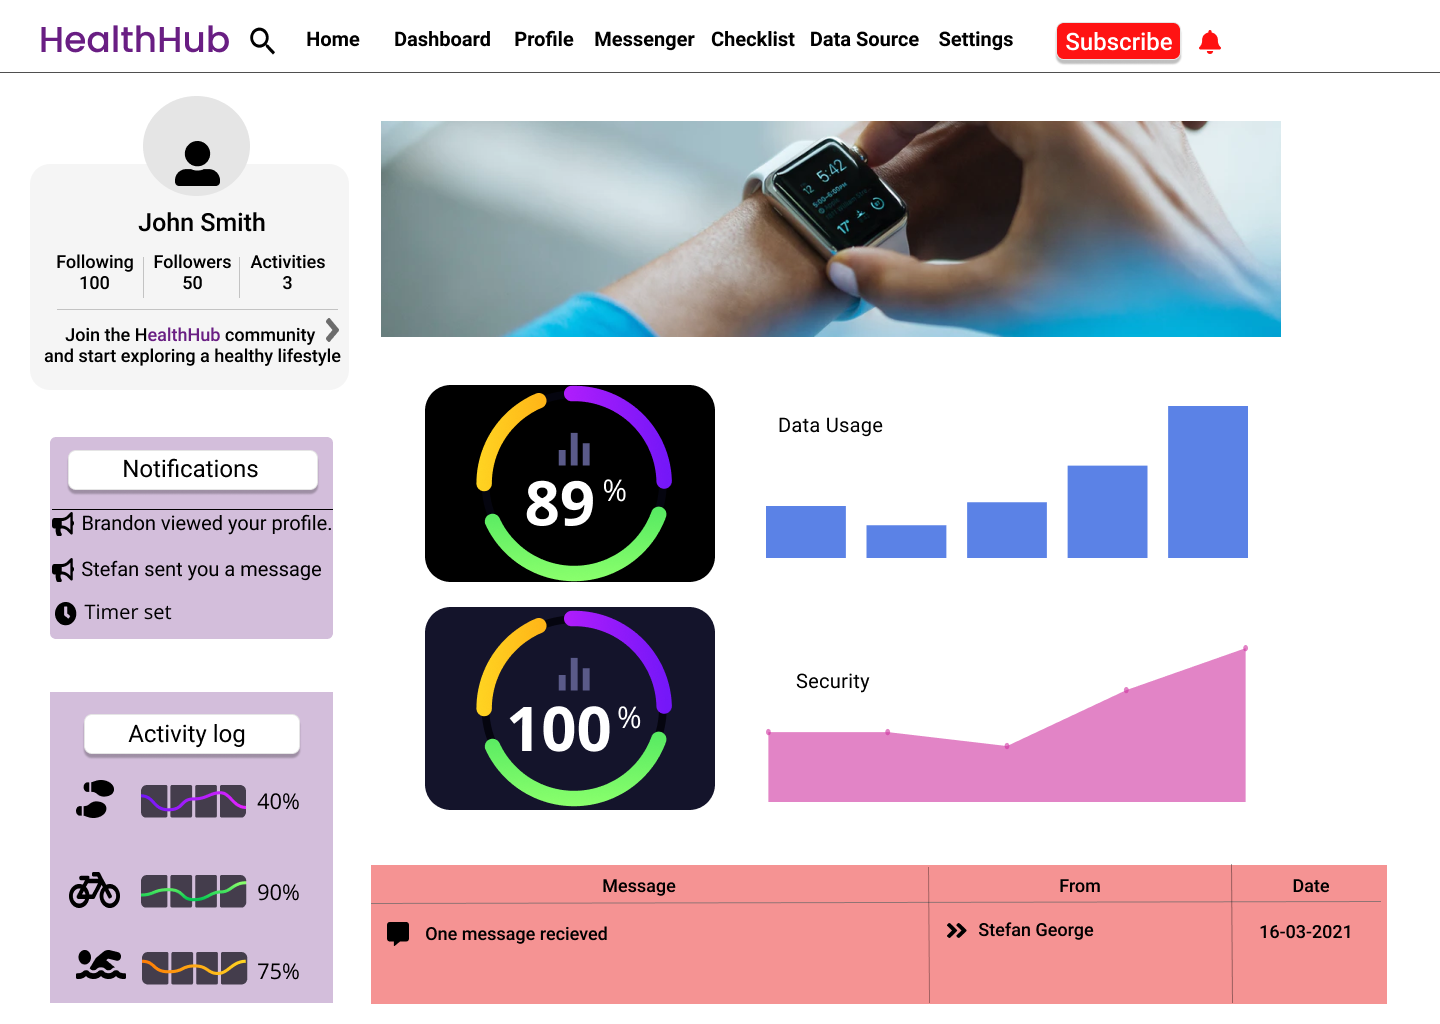 HealthHub
Home Dashboard Profile Messenger Checklist Data Source Settings
Subscribe
John Smith
Following Followers Activities
100 50 3
Join the HealthHub community
and start exploring a healthy lifestyle
Notifications
Brandon viewed your profile.
Stefan sent you a message
Timer set
Activity log
40%
90%
75%
5:42
12
17°
89 %
100 %
Data Usage
Security
Message From Date
One message recieved Stefan George 16-03-2021